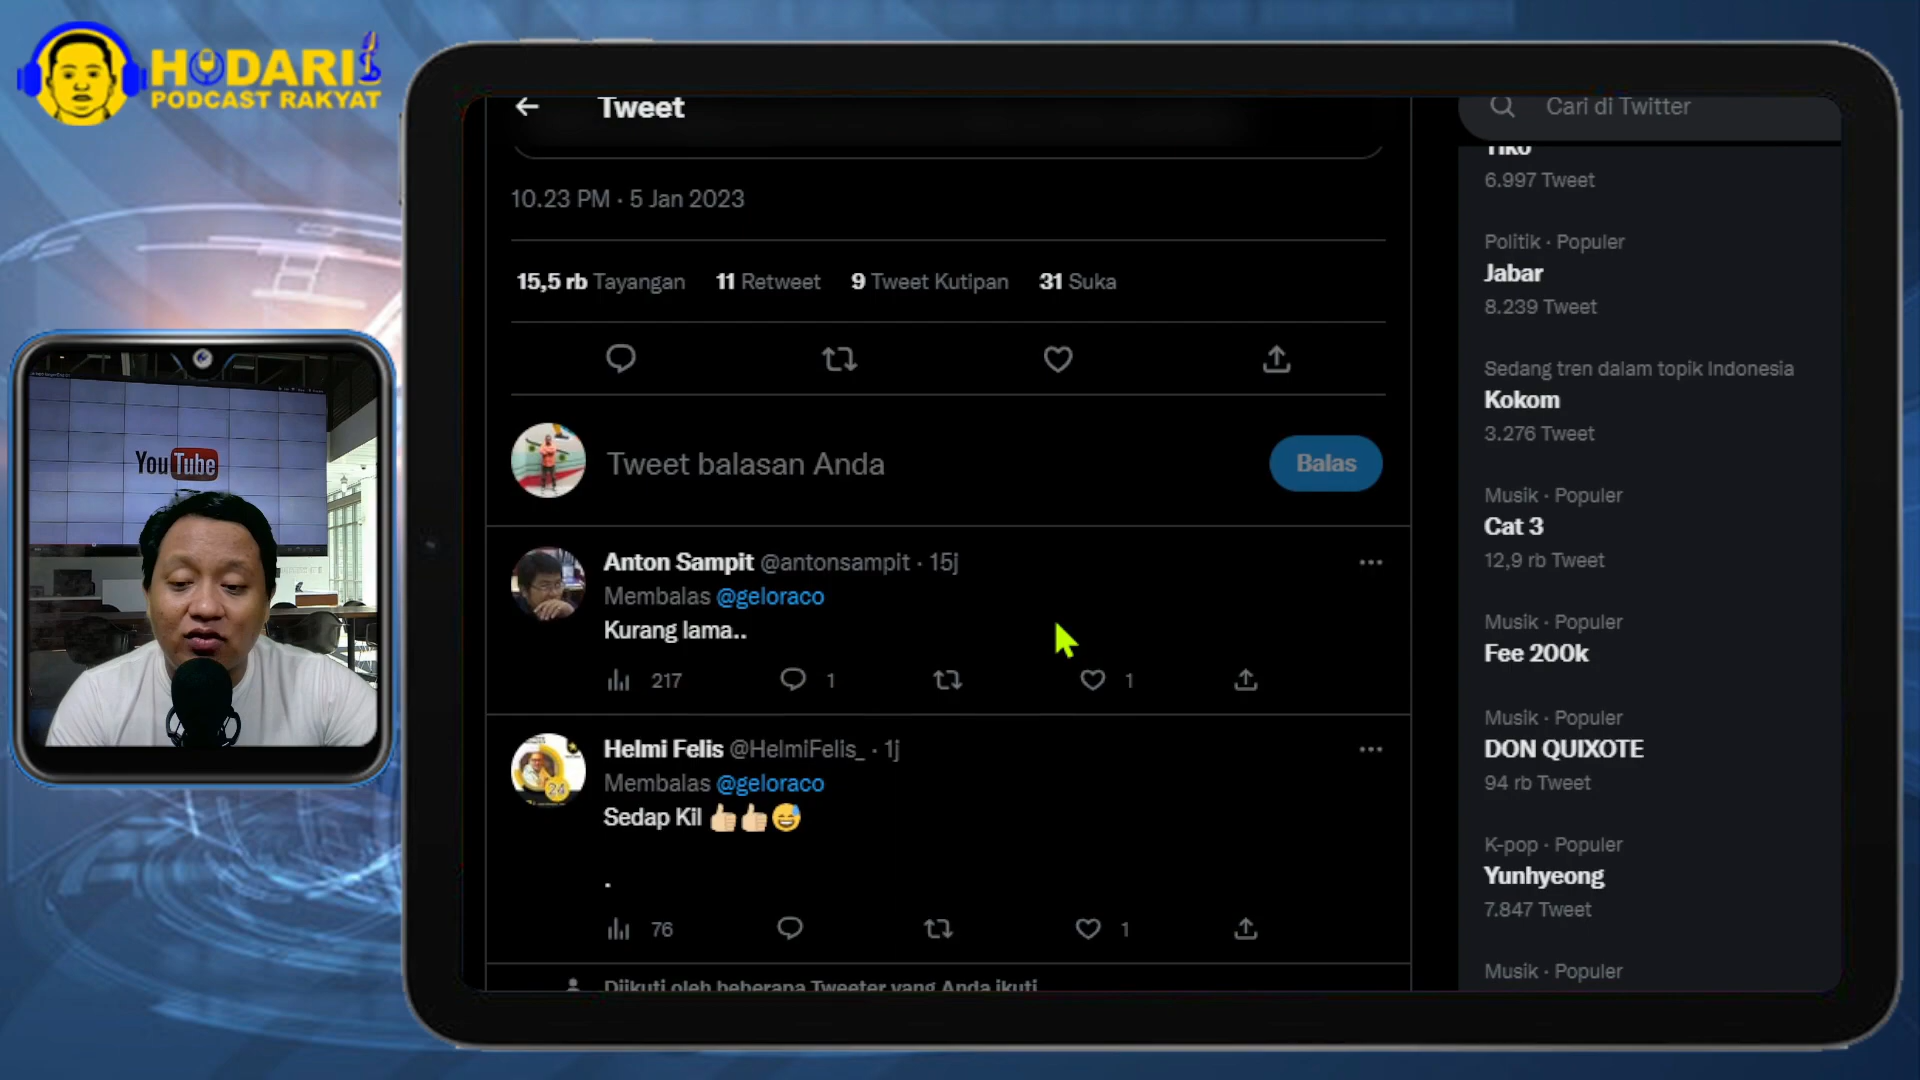 HODARI
PODCAST RAKYAT
YouTube
Tweet
10.23 PM · 5 Jan 2023
15,5 rb Tayangan 11 Retweet 9 Tweet Kutipan 31 Suka
Tweet balasan Anda
Balas
Anton Sampit @antonsampit · 15j
Membalas @geloraco
Kurang lama..
217 1 1
Helmi Felis @HelmiFelis_ · 1j
Membalas @geloraco
Sedap Kil 👍🏻👍🏻😅
.
76 1
Diikuti oleh beberapa Tweeter yang Anda ikuti
Cari di Twitter
Tiko
6.997 Tweet
Politik · Populer
Jabar
8.239 Tweet
Sedang tren dalam topik Indonesia
Kokom
3.276 Tweet
Musik · Populer
Cat 3
12,9 rb Tweet
Musik · Populer
Fee 200k
Musik · Populer
DON QUIXOTE
94 rb Tweet
K-pop · Populer
Yunhyeong
7.847 Tweet
Musik · Populer